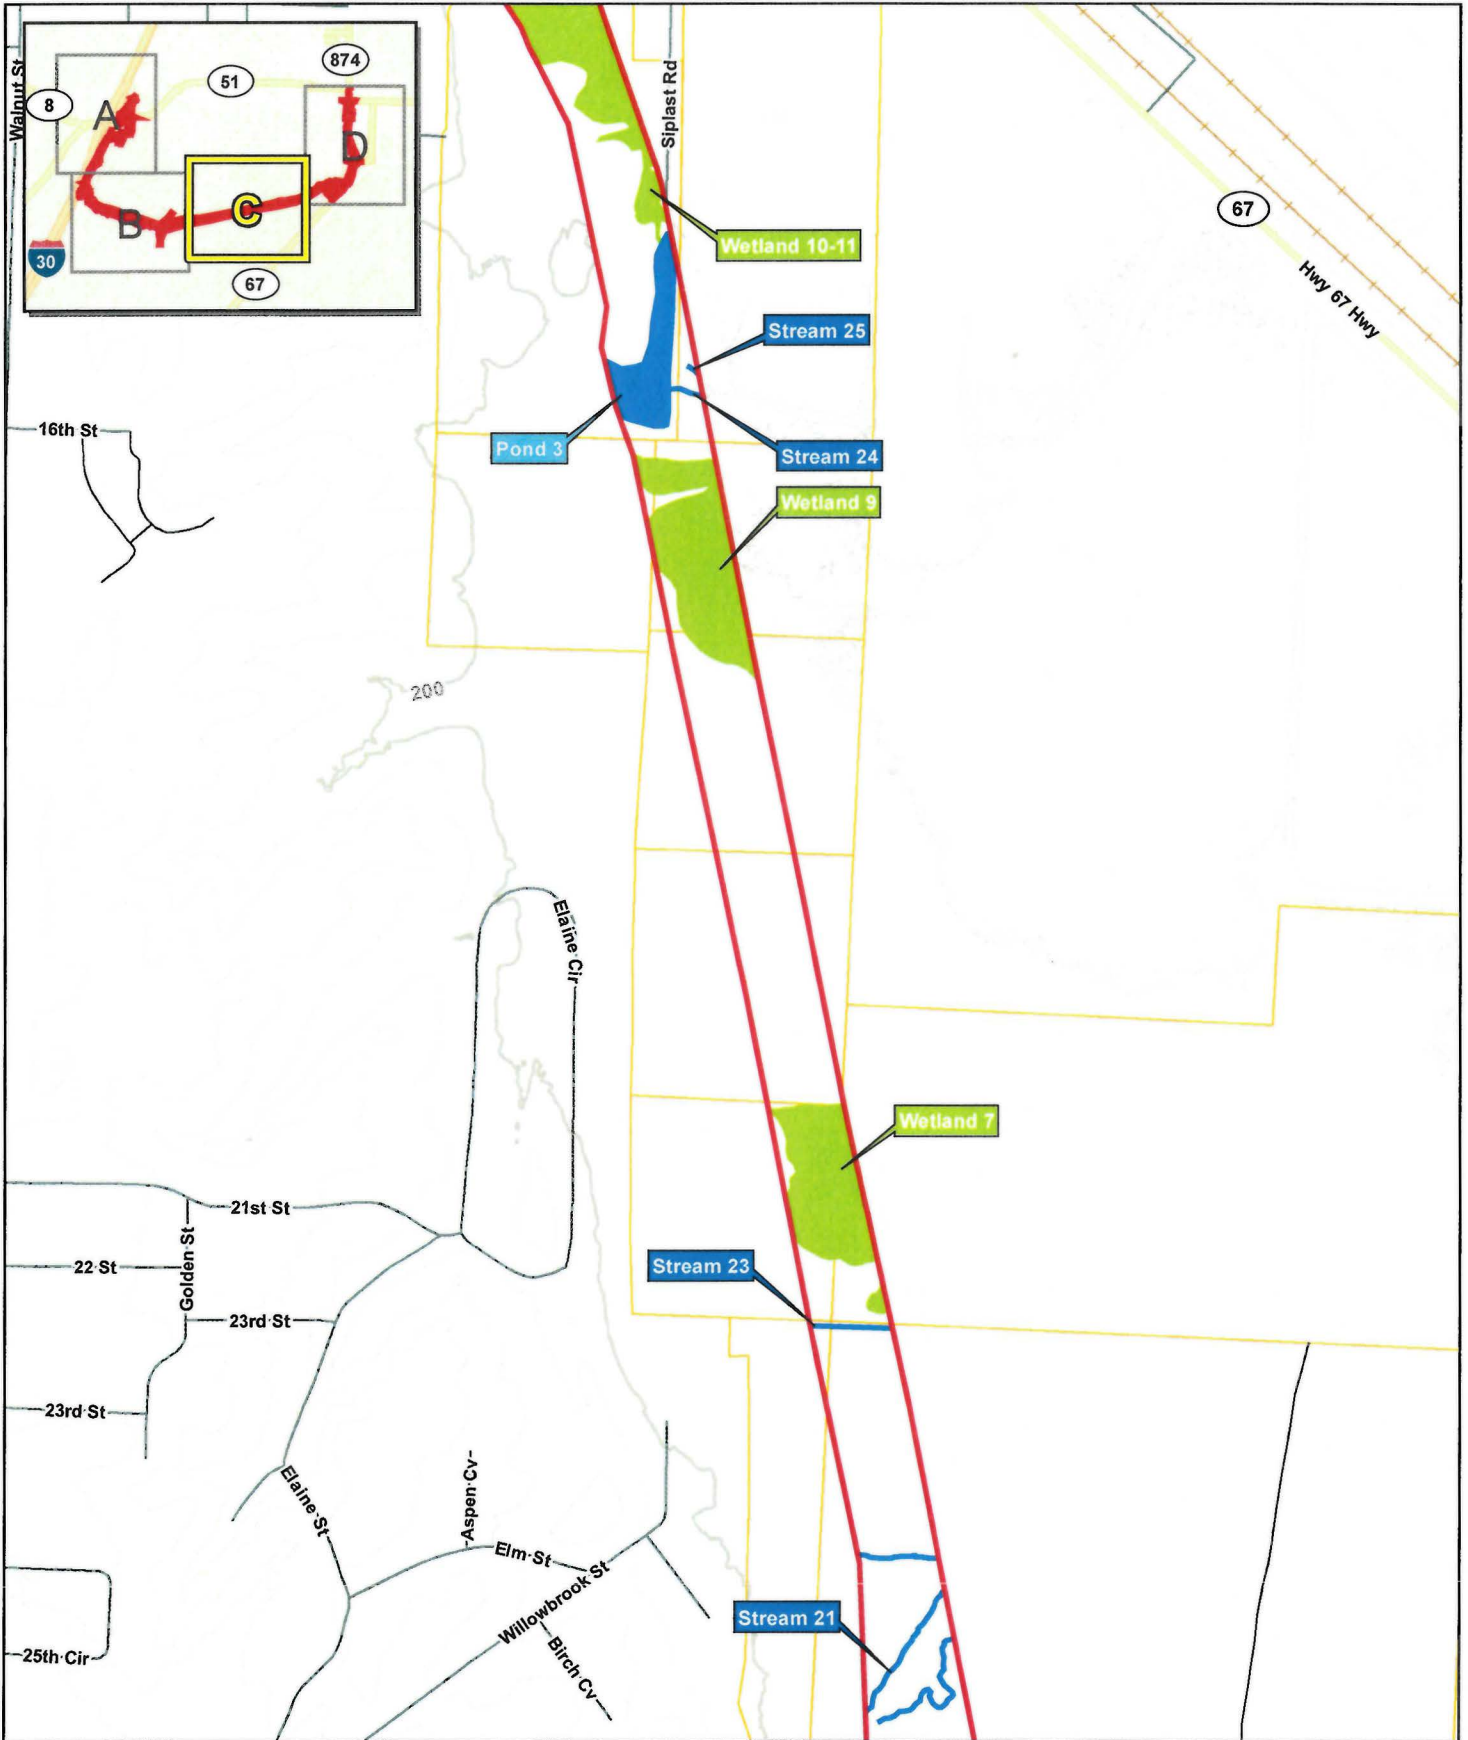 Walnut St
8
51
874
A
D
B
C
30
67
Siplast Rd
67
Hwy 67 Hwy
Wetland 10-11
Stream 25
16th St
Pond 3
Stream 24
Wetland 9
200
Elaine Cir
Wetland 7
21st St
Golden St
22 St
Stream 23
23rd St
23rd St
Elaine St
Aspen Cv
Elm St
Willowbrook St
Stream 21
Birch Cv
25th Cir